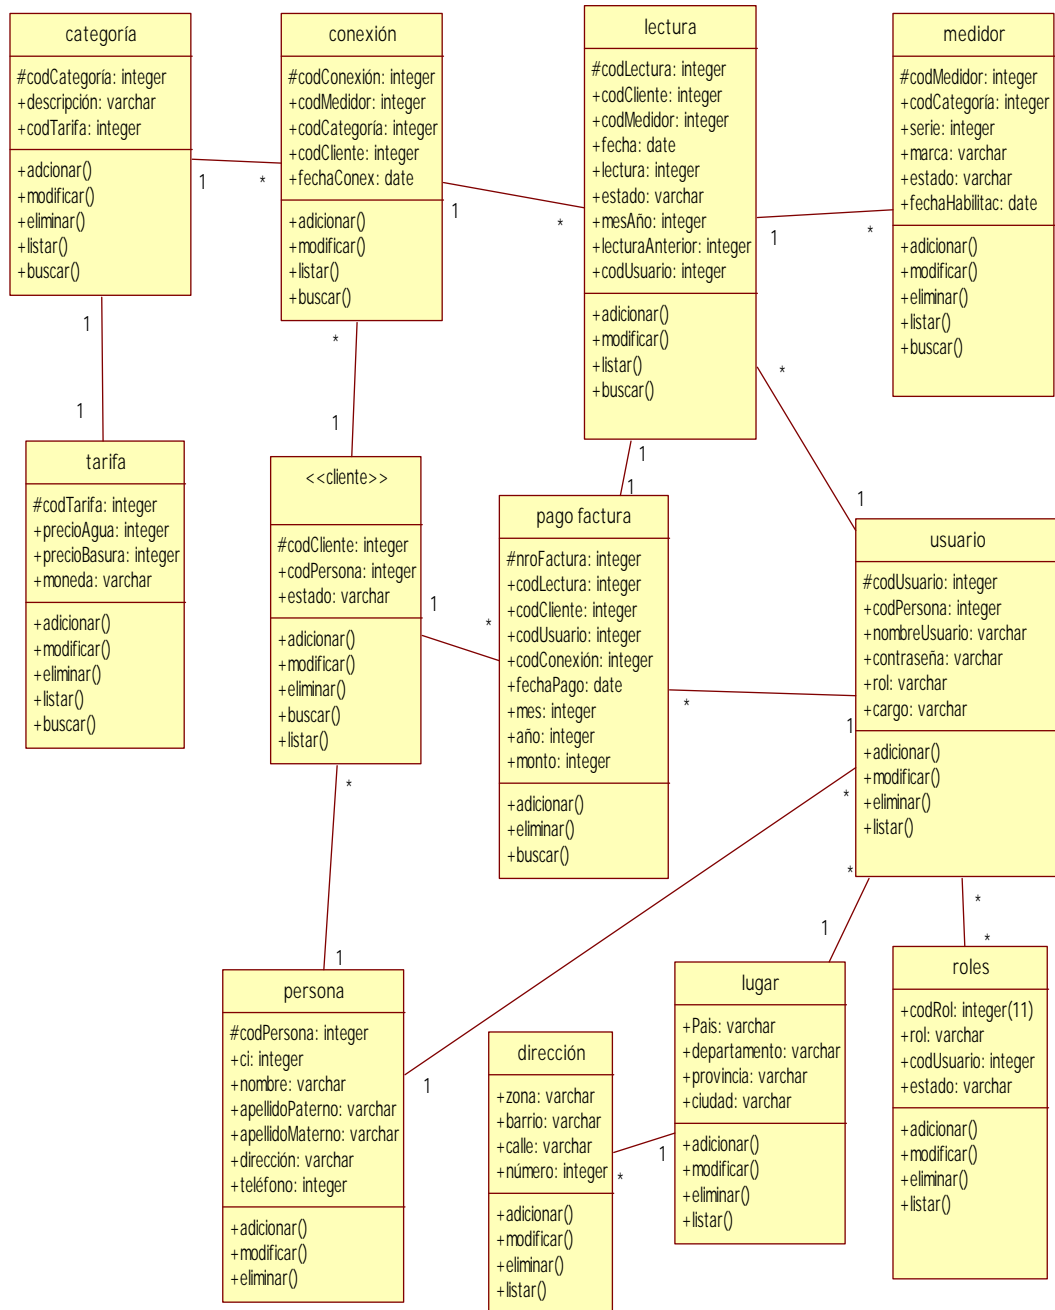 categoría
#codCategoría: integer
+descripción: varchar
+codTarifa: integer
+adcionar()
+modificar()
+eliminar()
+listar()
+buscar()
conexión
#codConexión: integer
+codMedidor: integer
+codCategoría: integer
+codCliente: integer
+fechaConex: date
+adicionar()
+modificar()
+listar()
+buscar()
lectura
#codLectura: integer
+codCliente: integer
+codMedidor: integer
+fecha: date
+lectura: integer
+estado: varchar
+mesAño: integer
+lecturaAnterior: integer
+codUsuario: integer
+adicionar()
+modificar()
+listar()
+buscar()
medidor
#codMedidor: integer
+codCategoría: integer
+serie: integer
+marca: varchar
+estado: varchar
+fechaHabilitac: date
+adicionar()
+modificar()
+eliminar()
+listar()
+buscar()
1
*
1
*
1
*
1
1
*
1
1
1
*
1
tarifa
#codTarifa: integer
+precioAgua: integer
+precioBasura: integer
+moneda: varchar
+adicionar()
+modificar()
+eliminar()
+listar()
+buscar()
<<cliente>>
#codCliente: integer
+codPersona: integer
+estado: varchar
+adicionar()
+modificar()
+eliminar()
+buscar()
+listar()
pago factura
#nroFactura: integer
+codLectura: integer
+codCliente: integer
+codUsuario: integer
+codConexión: integer
+fechaPago: date
+mes: integer
+año: integer
+monto: integer
+adicionar()
+eliminar()
+buscar()
usuario
#codUsuario: integer
+codPersona: integer
+nombreUsuario: varchar
+contraseña: varchar
+rol: varchar
+cargo: varchar
+adicionar()
+modificar()
+eliminar()
+listar()
1
*
*
1
*
*
1
*
1
1
*
1
*
*
persona
#codPersona: integer
+ci: integer
+nombre: varchar
+apellidoPaterno: varchar
+apellidoMaterno: varchar
+dirección: varchar
+teléfono: integer
+adicionar()
+modificar()
+eliminar()
dirección
+zona: varchar
+barrio: varchar
+calle: varchar
+número: integer
+adicionar()
+modificar()
+eliminar()
+listar()
1
*
lugar
+Pais: varchar
+departamento: varchar
+provincia: varchar
+ciudad: varchar
+adicionar()
+modificar()
+eliminar()
+listar()
roles
+codRol: integer(11)
+rol: varchar
+codUsuario: integer
+estado: varchar
+adicionar()
+modificar()
+eliminar()
+listar()